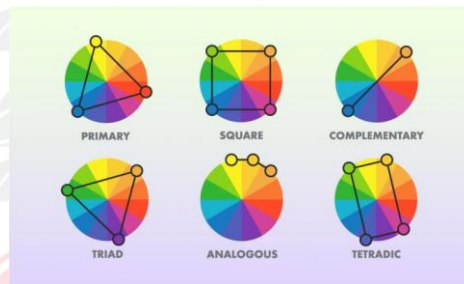 PRIMARY
SQUARE
COMPLEMENTARY
TRIAD
ANALOGOUS
TETRADIC